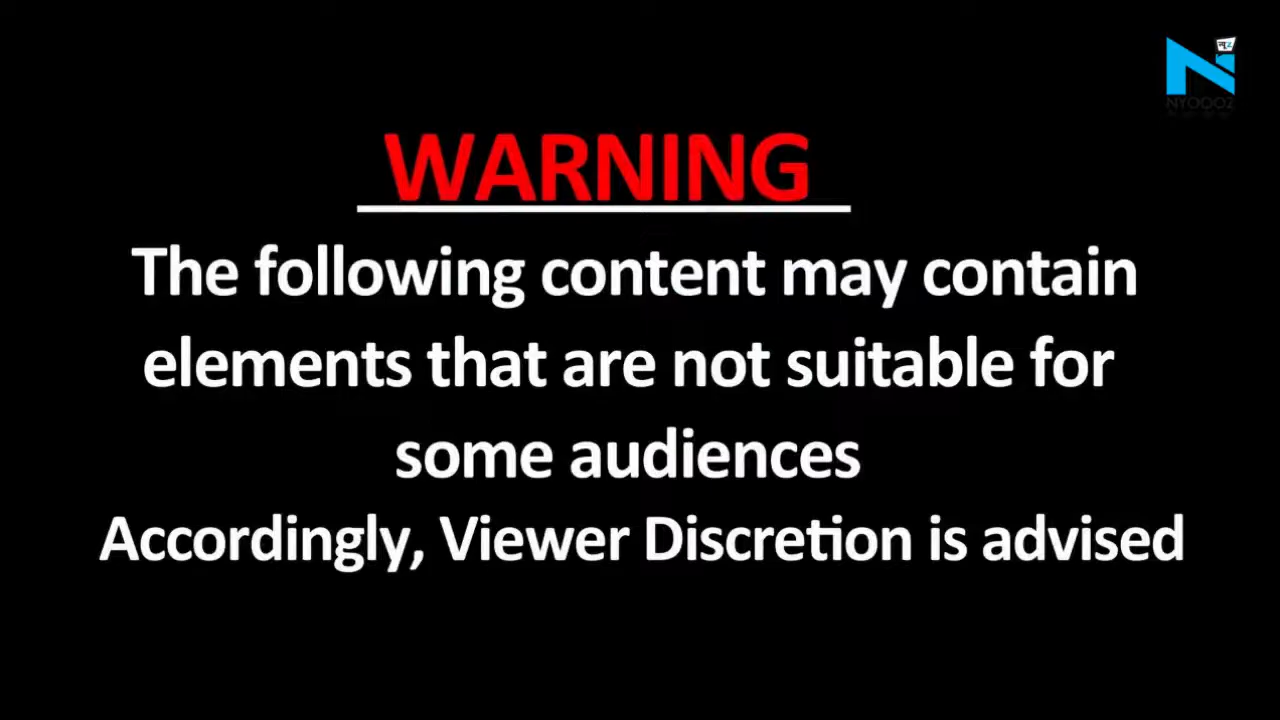 NYOOOZ
WARNING
The following content may contain
elements that are not suitable for
some audiences
Accordingly, Viewer Discretion is advised